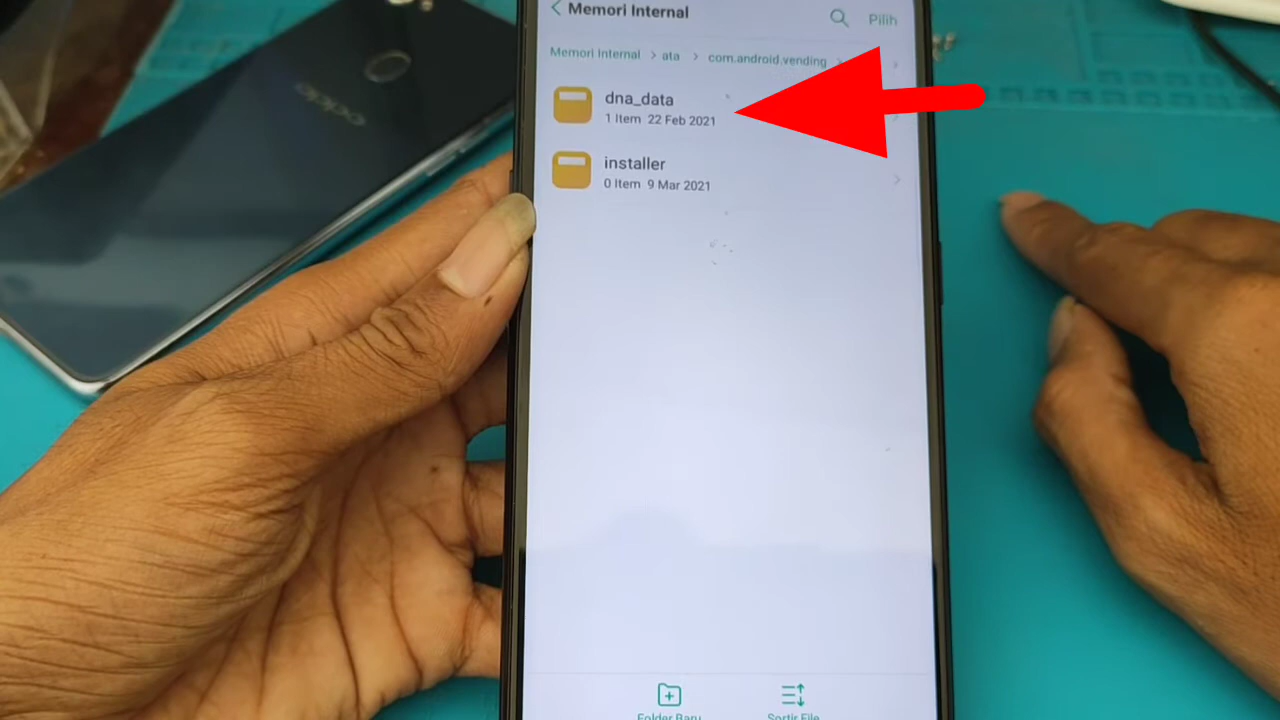 Memori Internal
Pilih
Memori Internal > ata > com.android.vending
dna_data
1 Item 22 Feb 2021
installer
0 Item 9 Mar 2021
Folder Baru
Sortir File
oppo